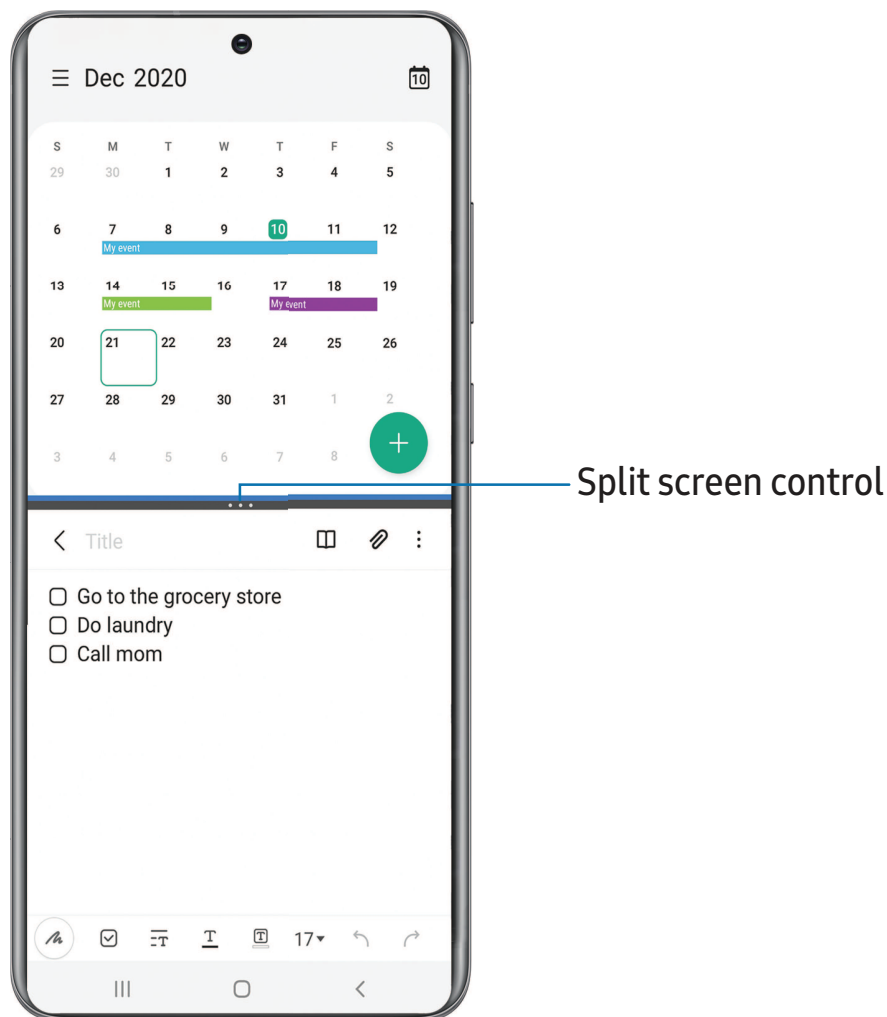 Dec 2020
10
S M T W T F S
29 30 1 2 3 4 5
6 7 8 9 10 11 12
My event
13 14 15 16 17 18 19
My event My event
20 21 22 23 24 25 26
27 28 29 30 31 1 2
3 4 5 6 7 8
Split screen control
Title
Go to the grocery store
Do laundry
Call mom
T T T 17